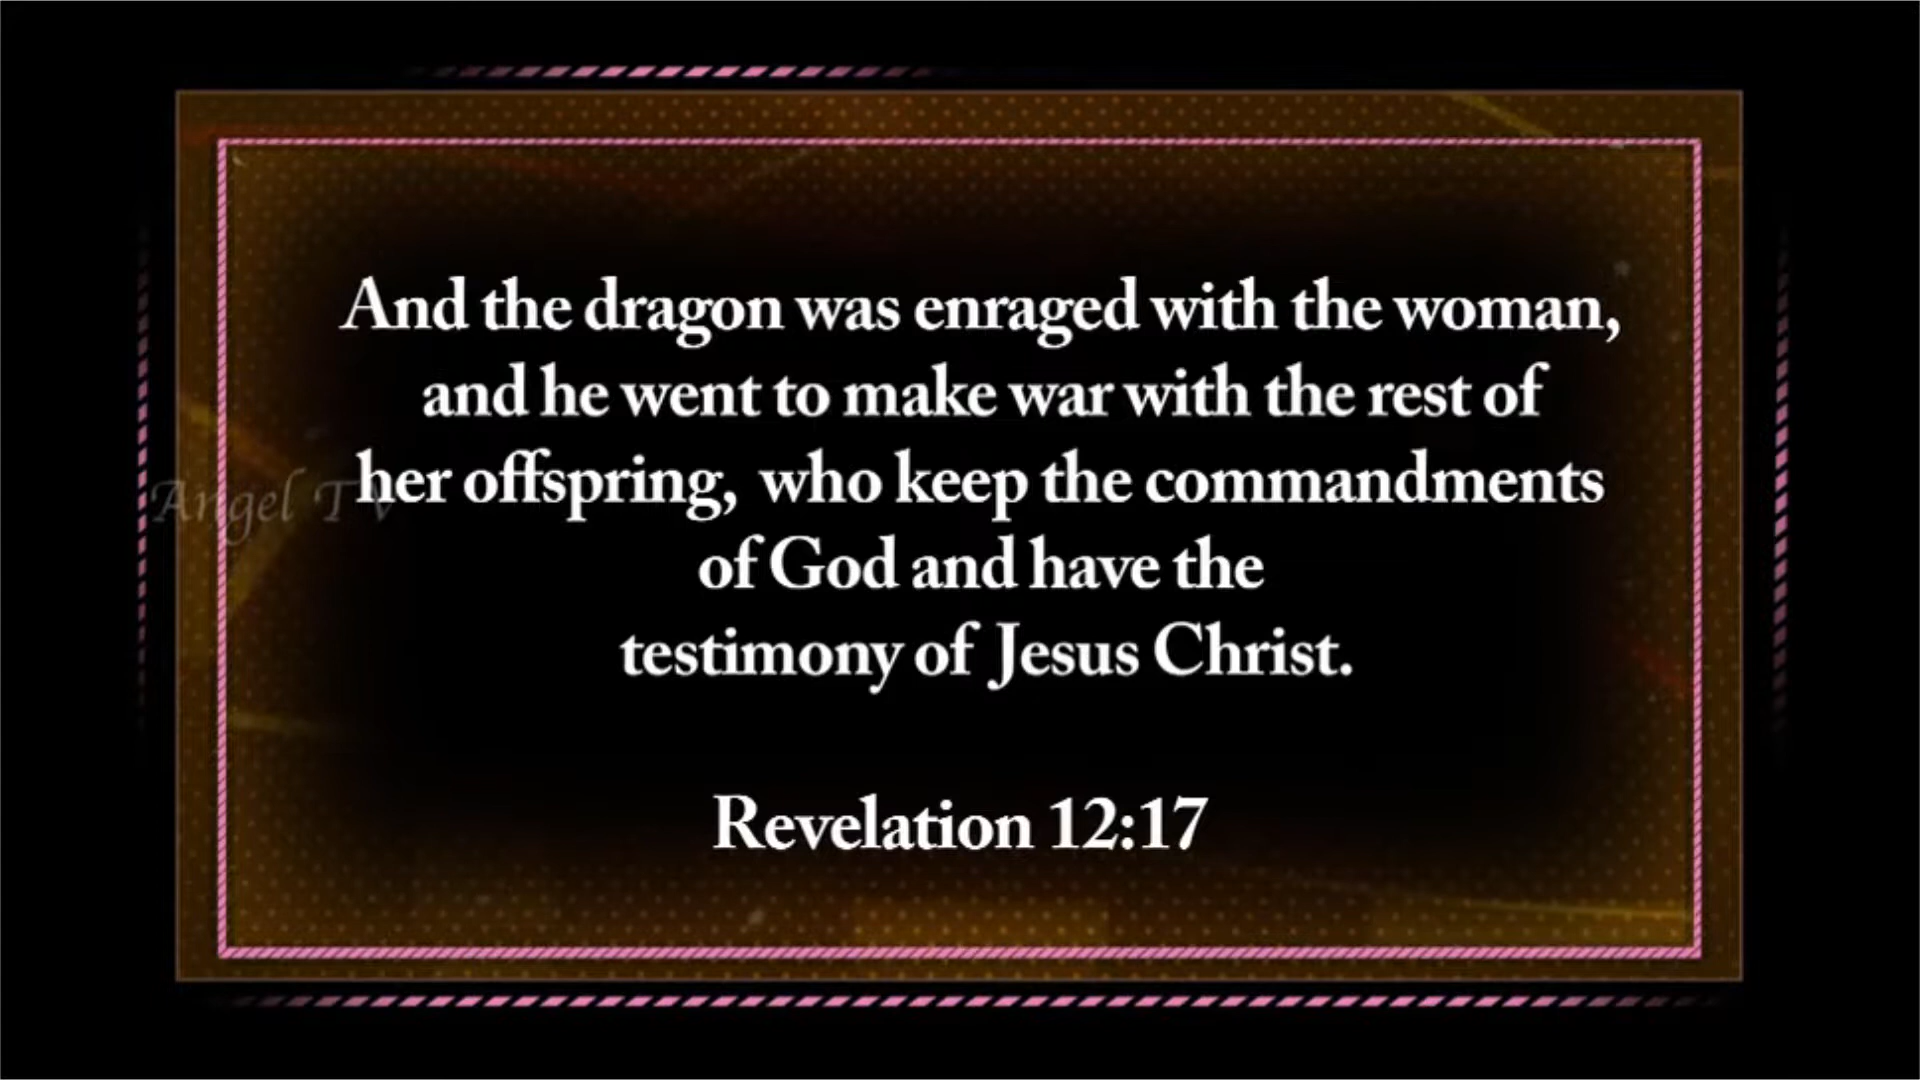 And the dragon was enraged with the woman,
and he went to make war with the rest of
her offspring, who keep the commandments
of God and have the
testimony of Jesus Christ.
Revelation 12:17
Angel TV